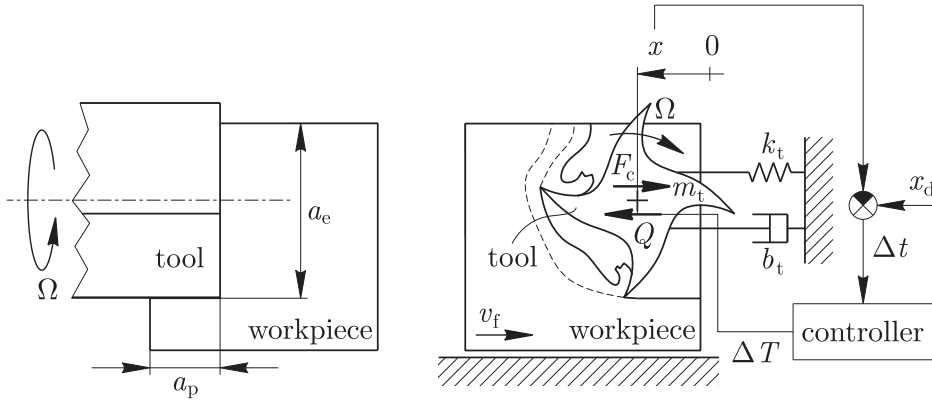 x
0
Ω
k_t
F_c
m_t
x_d
a_e
Q
Δt
tool
tool
b_t
Ω
v_f
workpiece
workpiece
controller
ΔT
a_p